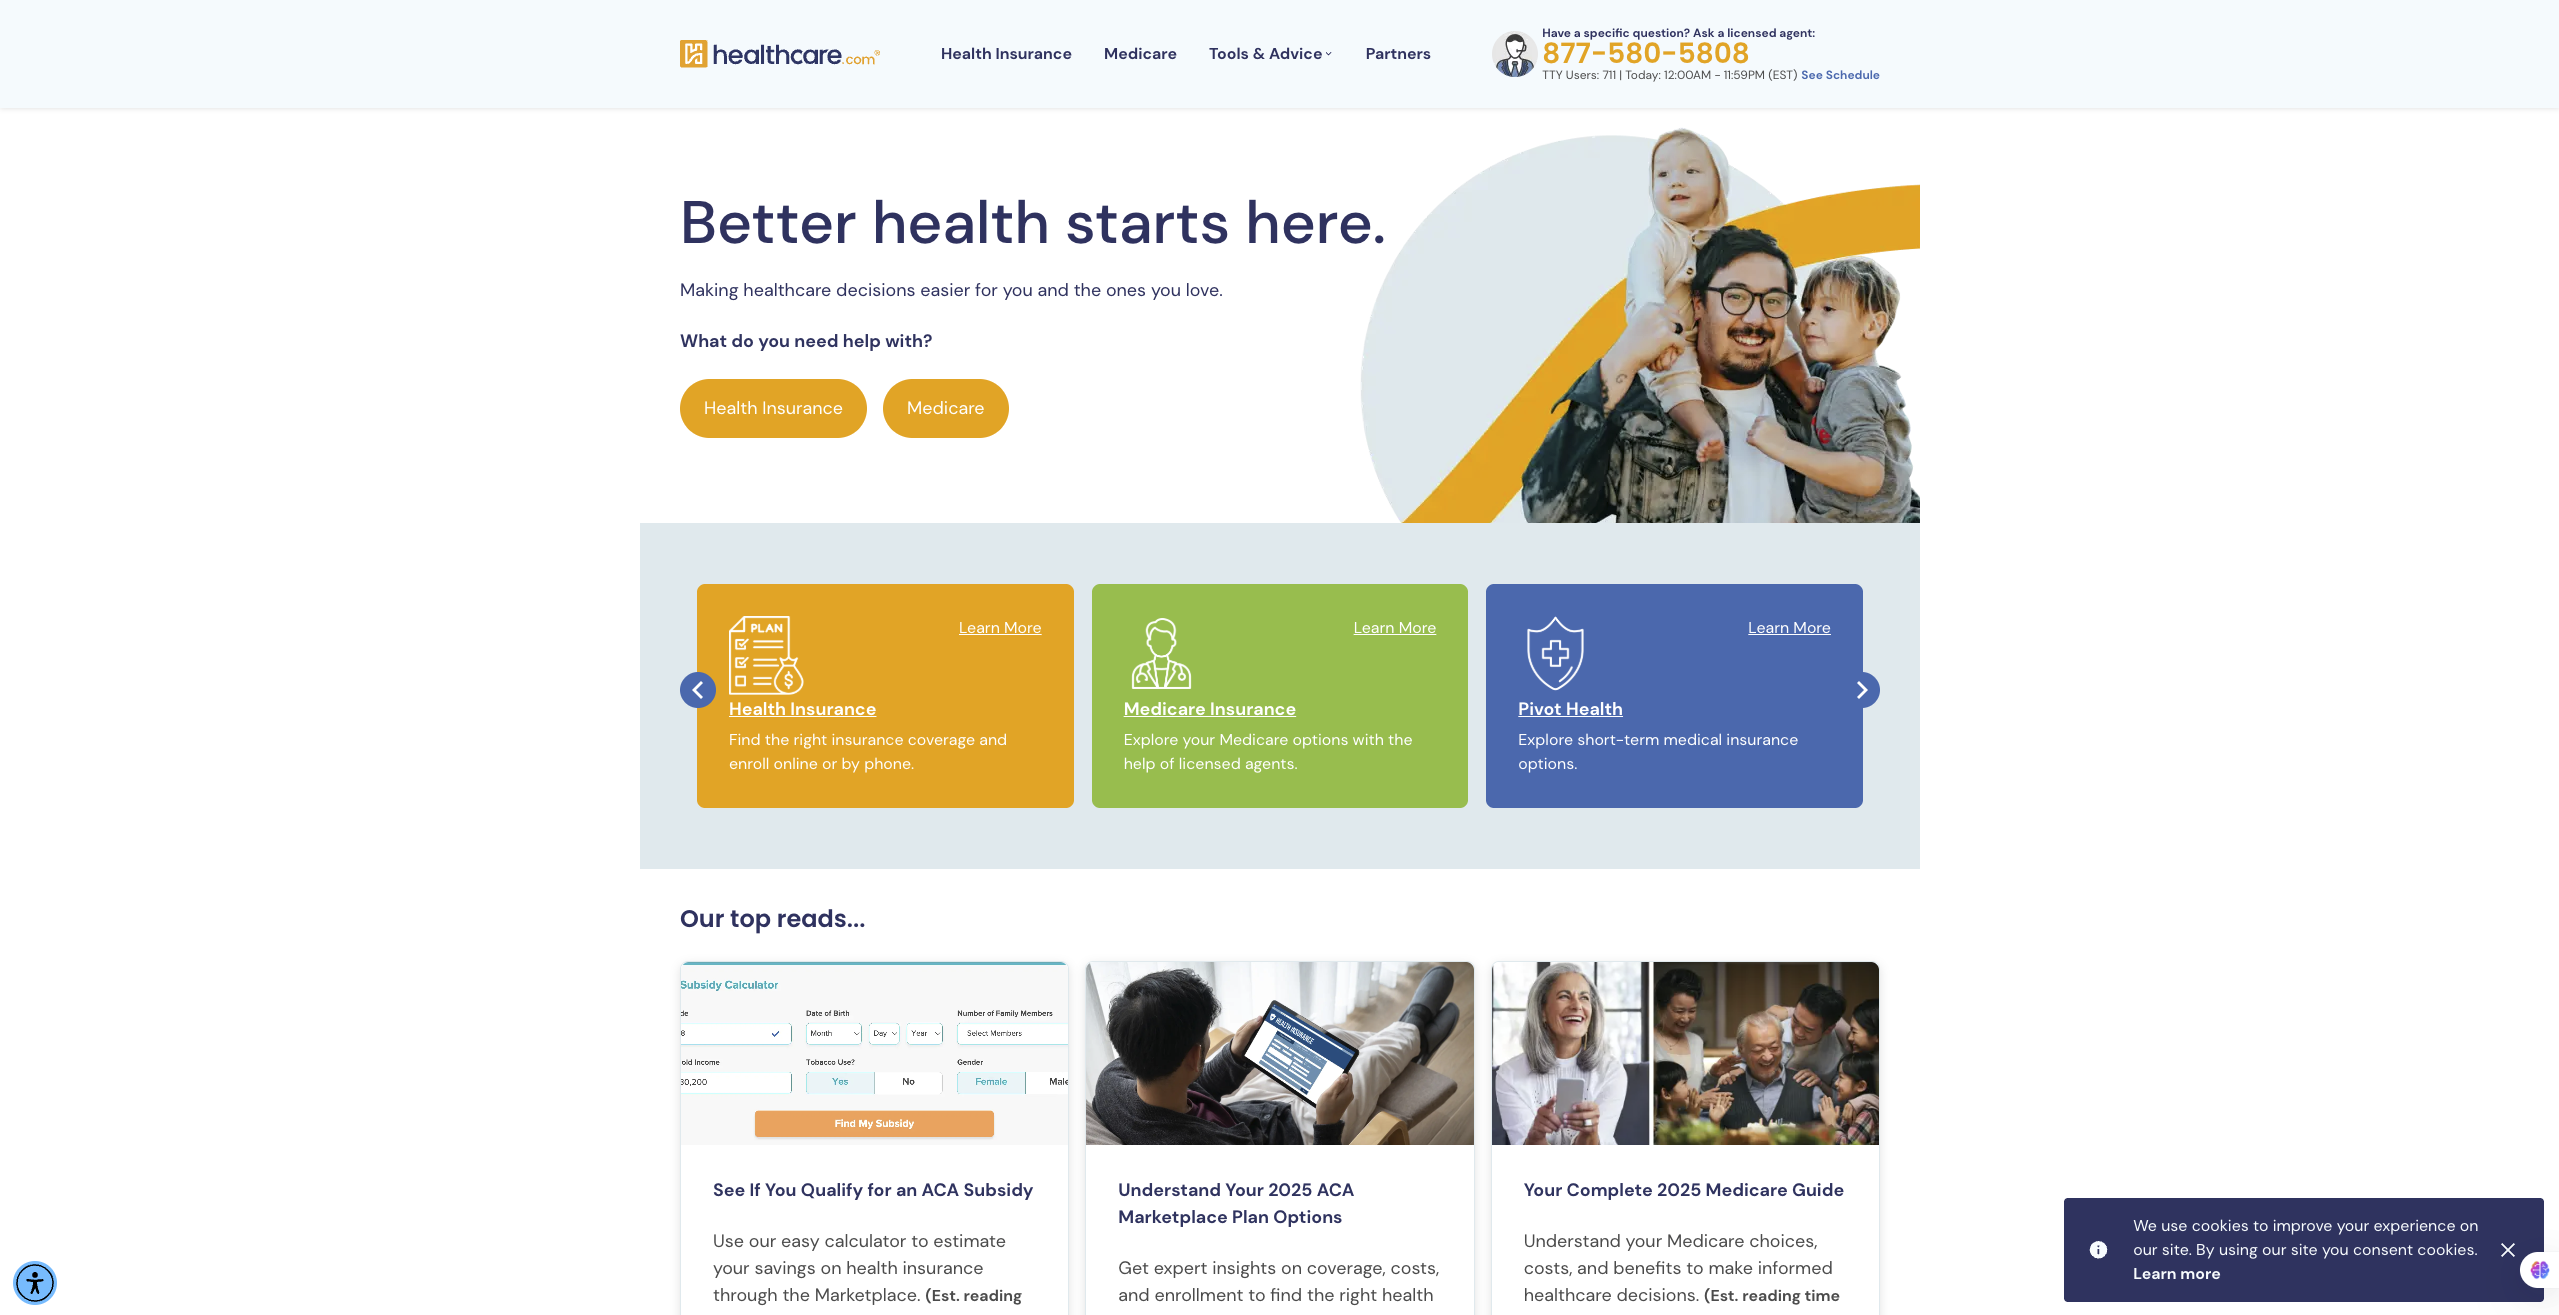 healthcare.com®
Health Insurance
Medicare
Tools & Advice
Partners
Have a specific question? Ask a licensed agent:
877-580-5808
TTY Users: 711 | Today: 12:00AM - 11:59PM (EST) See Schedule
Better health starts here.
Making healthcare decisions easier for you and the ones you love.
What do you need help with?
Health Insurance
Medicare
PLAN
Learn More
Health Insurance
Find the right insurance coverage and
enroll online or by phone.
Learn More
Medicare Insurance
Explore your Medicare options with the
help of licensed agents.
Learn More
Pivot Health
Explore short-term medical insurance
options.
Our top reads...
Subsidy Calculator
de
Date of Birth
Number of Family Members
8
Month
Day
Year
Select Members
old Income
Tobacco Use?
Gender
30,200
Yes
No
Female
Male
Find My Subsidy
See If You Qualify for an ACA Subsidy
Use our easy calculator to estimate
your savings on health insurance
through the Marketplace. (Est. reading
HEALTH INSURANCE
Understand Your 2025 ACA
Marketplace Plan Options
Get expert insights on coverage, costs,
and enrollment to find the right health
Your Complete 2025 Medicare Guide
Understand your Medicare choices,
costs, and benefits to make informed
healthcare decisions. (Est. reading time
We use cookies to improve your experience on
our site. By using our site you consent cookies.
Learn more